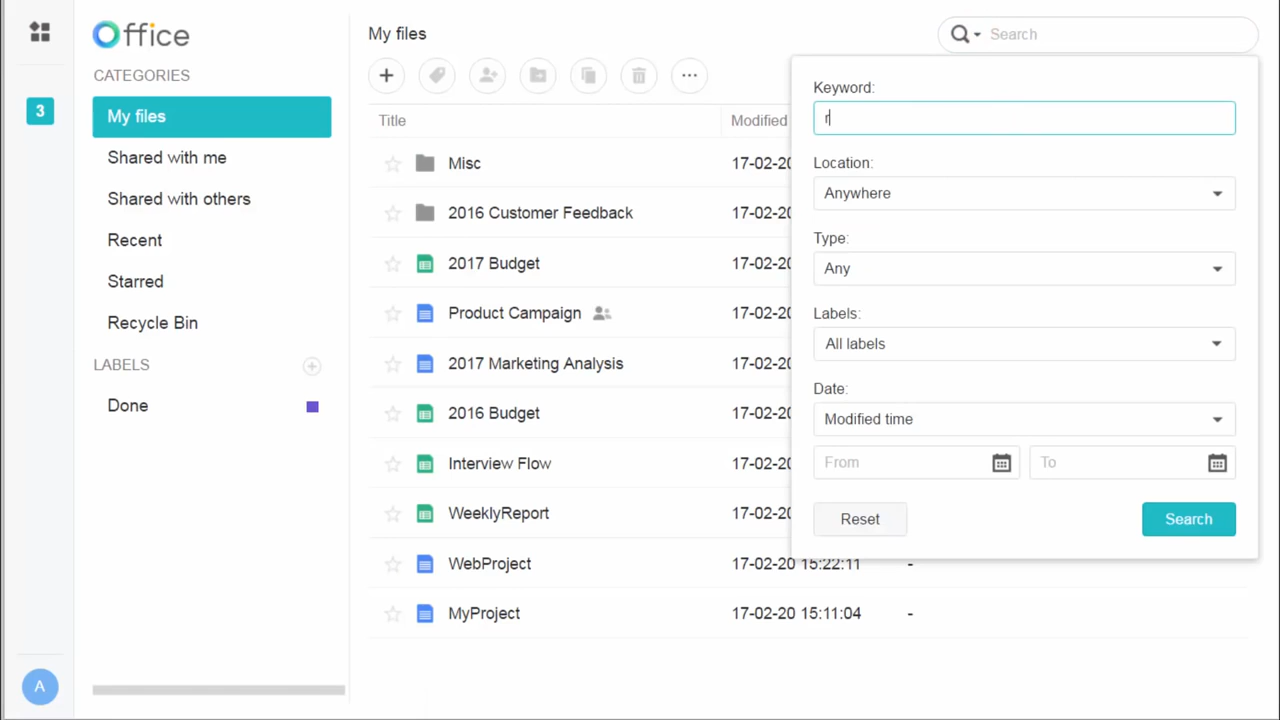 Office
CATEGORIES
3
My files
Shared with me
Shared with others
Recent
Starred
Recycle Bin
LABELS
Done
A
My files
Search
Title
Modified
Misc
17-02-20
2016 Customer Feedback
17-02-20
2017 Budget
17-02-20
Product Campaign
17-02-20
2017 Marketing Analysis
17-02-20
2016 Budget
17-02-20
Interview Flow
17-02-20
WeeklyReport
17-02-20
WebProject
17-02-20 15:22:11 -
MyProject
17-02-20 15:11:04 -
Keyword:
r
Location:
Anywhere
Type:
Any
Labels:
All labels
Date:
Modified time
From
To
Reset
Search